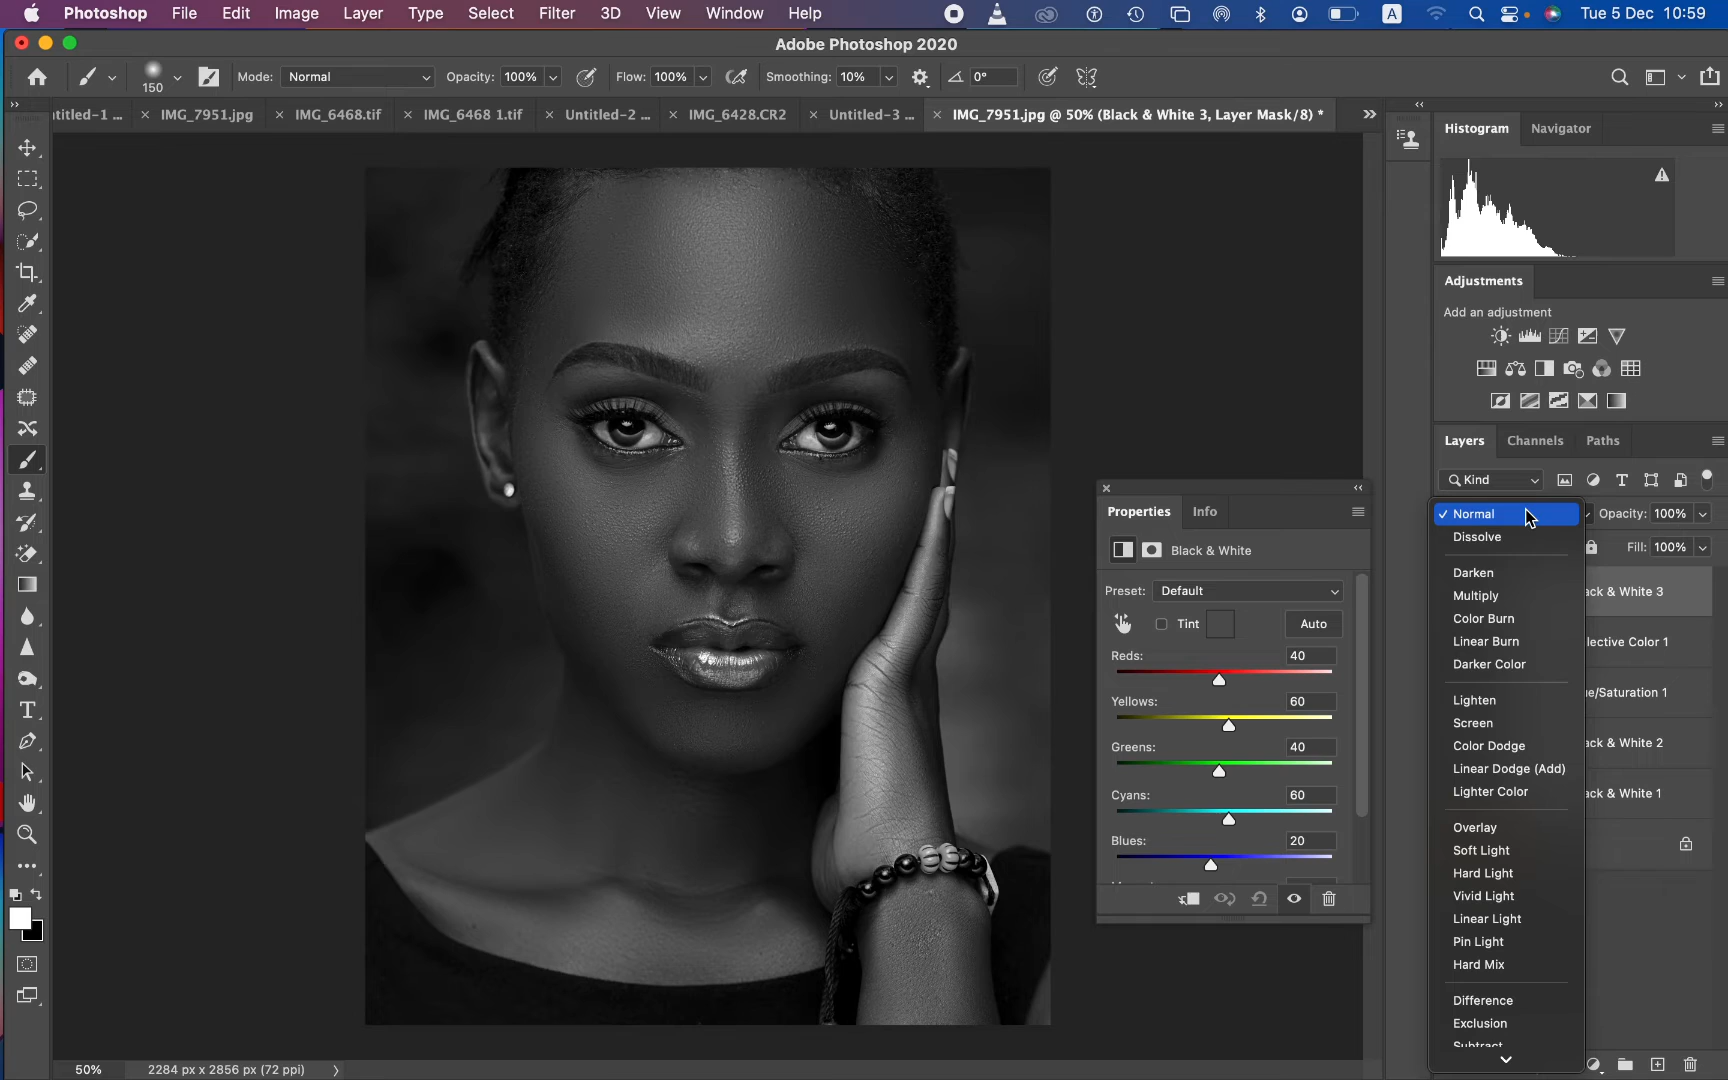 Photoshop File Edit Image Layer Type Select Filter 3D View Window Help A Tue 5 Dec 10:59
Adobe Photoshop 2020
150 Mode: Normal Opacity: 100% Flow: 100% Smoothing: 10% 0°
titled-1 ... × IMG_7951.jpg × IMG_6468.tif × IMG_6468 1.tif × Untitled-2 ... × IMG_6428.CR2 × Untitled-3 ... × IMG_7951.jpg @ 50% (Black & White 3, Layer Mask/8) *
Histogram Navigator
Adjustments
Add an adjustment
Layers Channels Paths
Kind
Normal Opacity: 100%
Dissolve
Fill: 100%
Darken
Multiply ack & White 3
Color Burn
Linear Burn lective Color 1
Darker Color
Lighten ue/Saturation 1
Screen
Color Dodge ack & White 2
Linear Dodge (Add)
Lighter Color ack & White 1
Overlay
Soft Light
Hard Light
Vivid Light
Linear Light
Pin Light
Hard Mix
Difference
Exclusion
Subtract
Properties Info
Black & White
Preset: Default
Tint Auto
Reds: 40
Yellows: 60
Greens: 40
Cyans: 60
Blues: 20
50% 2284 px x 2856 px (72 ppi)